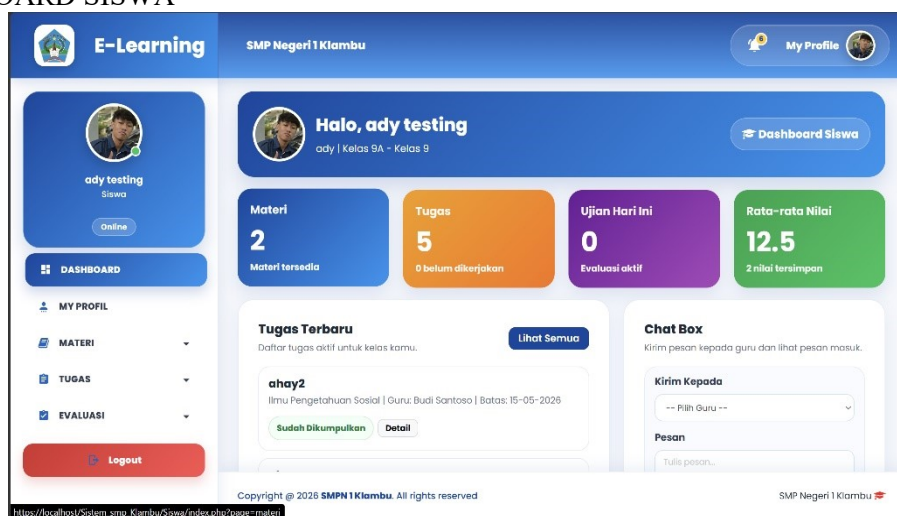 E-Learning
SMP Negeri 1 Klambu
6
My Profile
ady testing
Siswa
Online
DASHBOARD
MY PROFIL
MATERI
TUGAS
EVALUASI
Logout
Halo, ady testing
ady | Kelas 9A - Kelas 9
Dashboard Siswa
Materi
2
Materi tersedia
Tugas
5
0 belum dikerjakan
Ujian Hari Ini
0
Evaluasi aktif
Rata-rata Nilai
12.5
2 nilai tersimpan
Tugas Terbaru
Daftar tugas aktif untuk kelas kamu.
Lihat Semua
ahay2
Ilmu Pengetahuan Sosial | Guru: Budi Santoso | Batas: 15-05-2026
Sudah Dikumpulkan
Detail
Chat Box
Kirim pesan kepada guru dan lihat pesan masuk.
Kirim Kepada
-- Pilih Guru --
Pesan
Tulis pesan...
Copyright @ 2026 SMPN 1 Klambu. All rights reserved
SMP Negeri 1 Klambu
https://localhost/Sistem_smp_Klambu/Siswa/index.php?page=materi